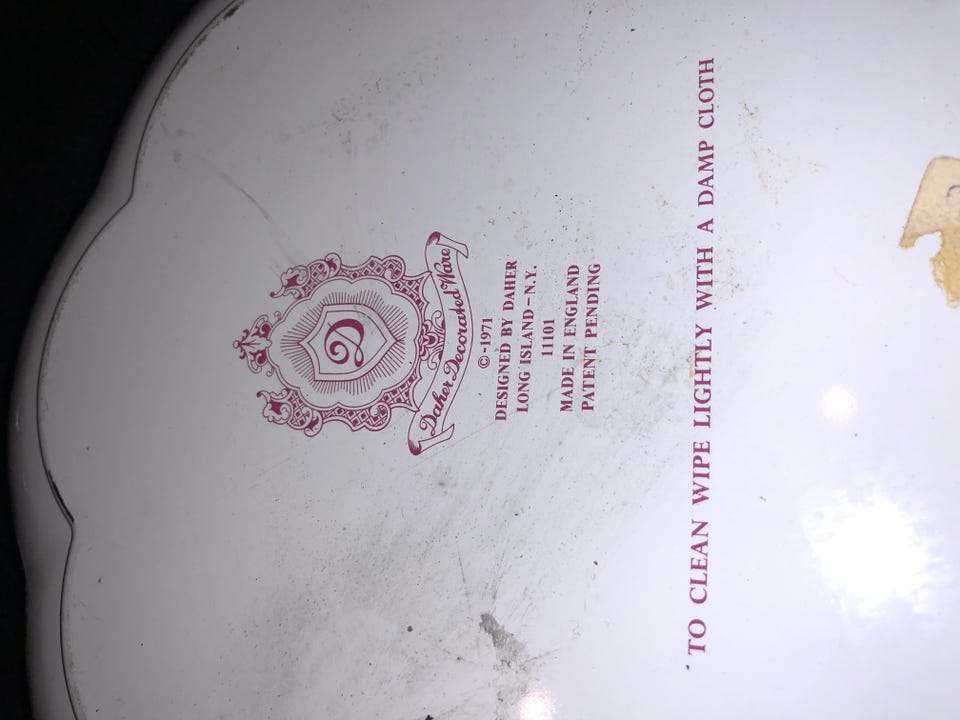 D
Daher Decorated Ware
©-1971
DESIGNED BY DAHER
LONG ISLAND-N.Y.
11101
MADE IN ENGLAND
PATENT PENDING
TO CLEAN WIPE LIGHTLY WITH A DAMP CLOTH